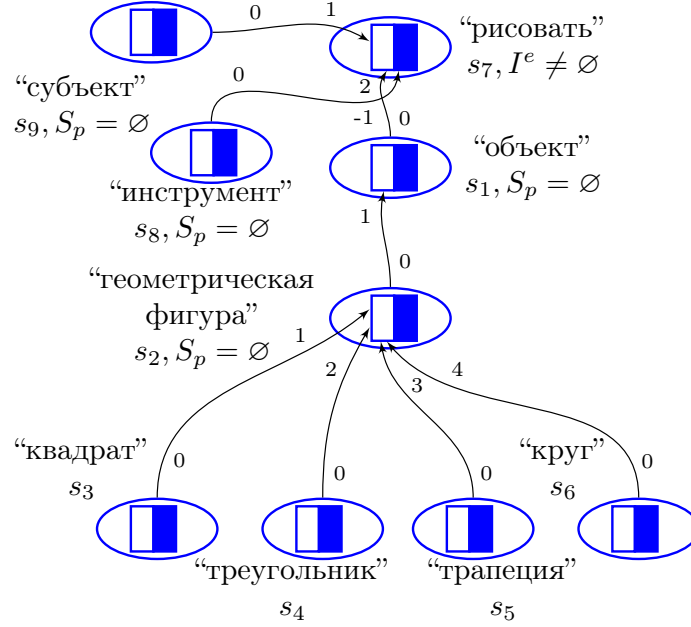 0
1
“рисовать”
s₇, Iᵉ ≠ ∅
“субъект”
s₉, Sₚ = ∅
0
2
-1
0
“объект”
s₁, Sₚ = ∅
“инструмент”
s₈, Sₚ = ∅
1
0
“геометрическая
фигура”
s₂, Sₚ = ∅
1
2
3
4
“квадрат”
s₃
0
0
0
“круг”
s₆
0
“треугольник”
s₄
“трапеция”
s₅